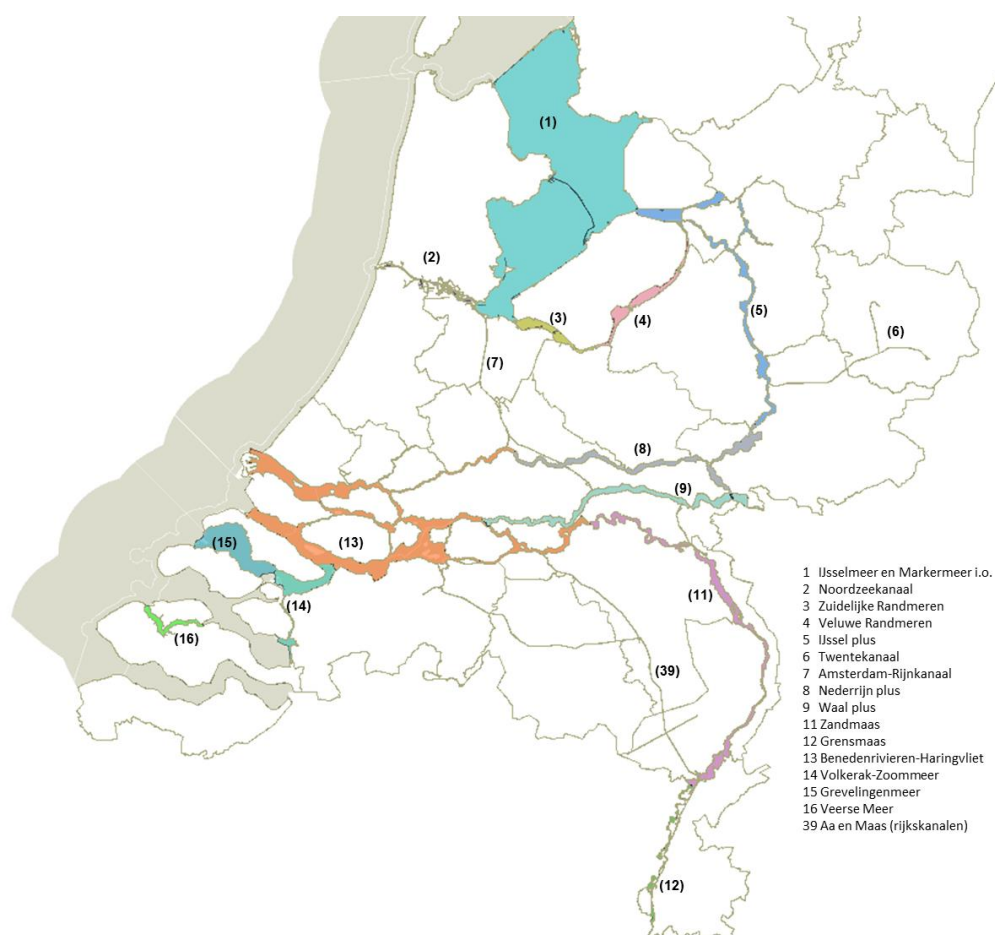 (1)
(2)
(3)
(4)
(5)
(6)
(7)
(8)
(9)
(13)
(15)
(14)
(11)
(16)
(39)
(12)
1 IJsselmeer en Markermeer i.o.
2 Noordzeekanaal
3 Zuidelijke Randmeren
4 Veluwe Randmeren
5 IJssel plus
6 Twentekanaal
7 Amsterdam-Rijnkanaal
8 Nederrijn plus
9 Waal plus
11 Zandmaas
12 Grensmaas
13 Benedenrivieren-Haringvliet
14 Volkerak-Zoommeer
15 Grevelingenmeer
16 Veerse Meer
39 Aa en Maas (rijkskanalen)